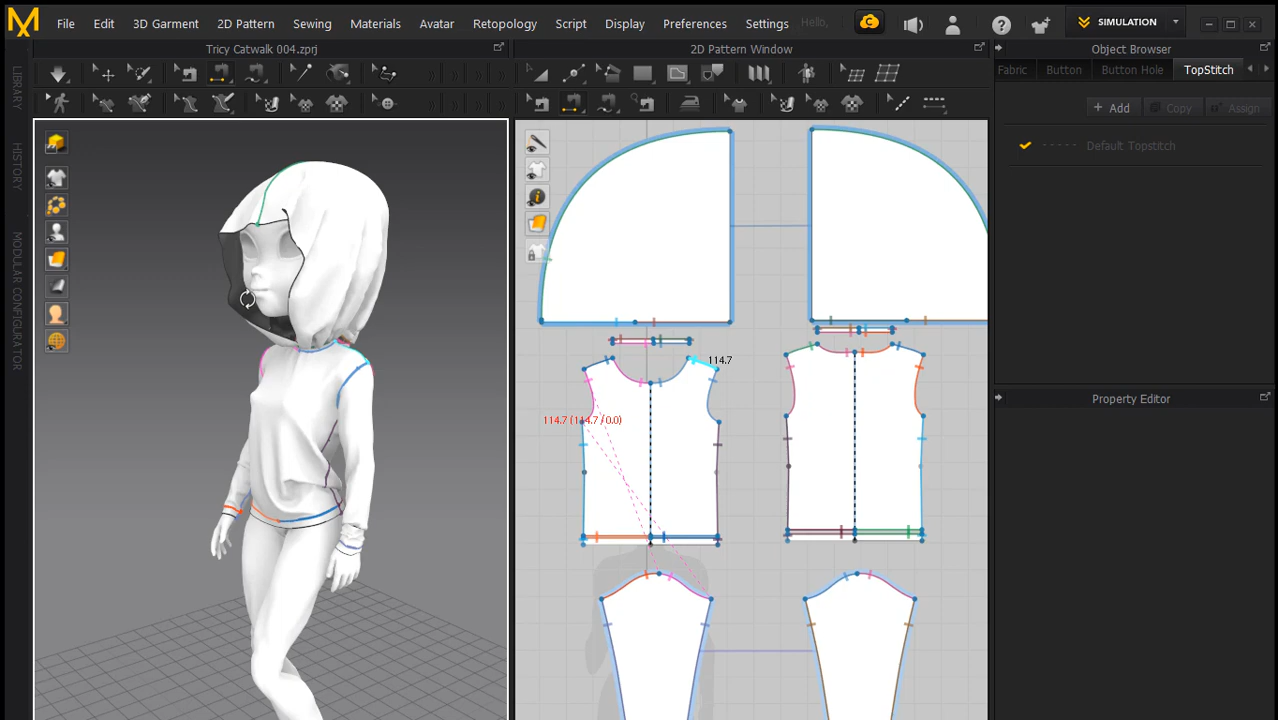 File Edit 3D Garment 2D Pattern Sewing Materials Avatar Retopology Script Display Preferences Settings Hello, SIMULATION
Tricy Catwalk 004.zprj
2D Pattern Window
Object Browser
Fabric Button Button Hole TopStitch
+ Add Copy Assign
Default Topstitch
LIBRARY
HISTORY
MODULAR CONFIGURATOR
114.7
114.7 (114.7 / 0.0)
Property Editor